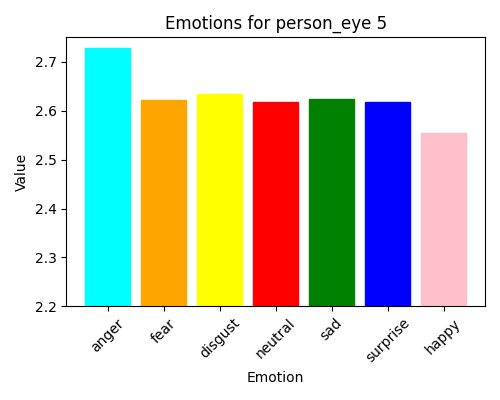 Emotions for person_eye 5
Value
2.7
2.6
2.5
2.4
2.3
2.2
anger
fear
disgust
neutral
sad
surprise
happy
Emotion